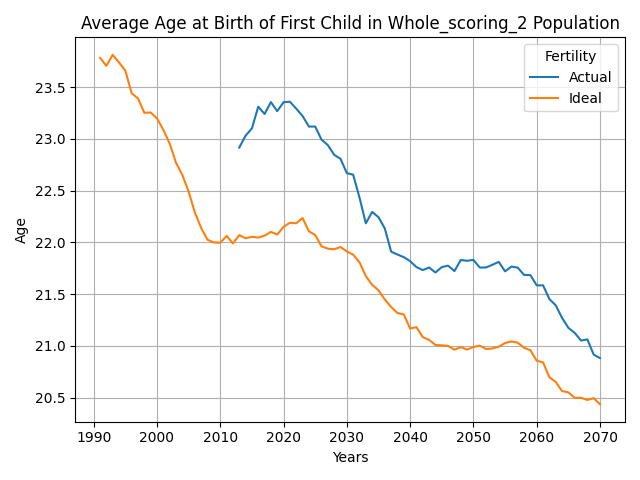 Average Age at Birth of First Child in Whole_scoring_2 Population
Fertility
Actual
Ideal
Age
23.5
23.0
22.5
22.0
21.5
21.0
20.5
1990 2000 2010 2020 2030 2040 2050 2060 2070
Years